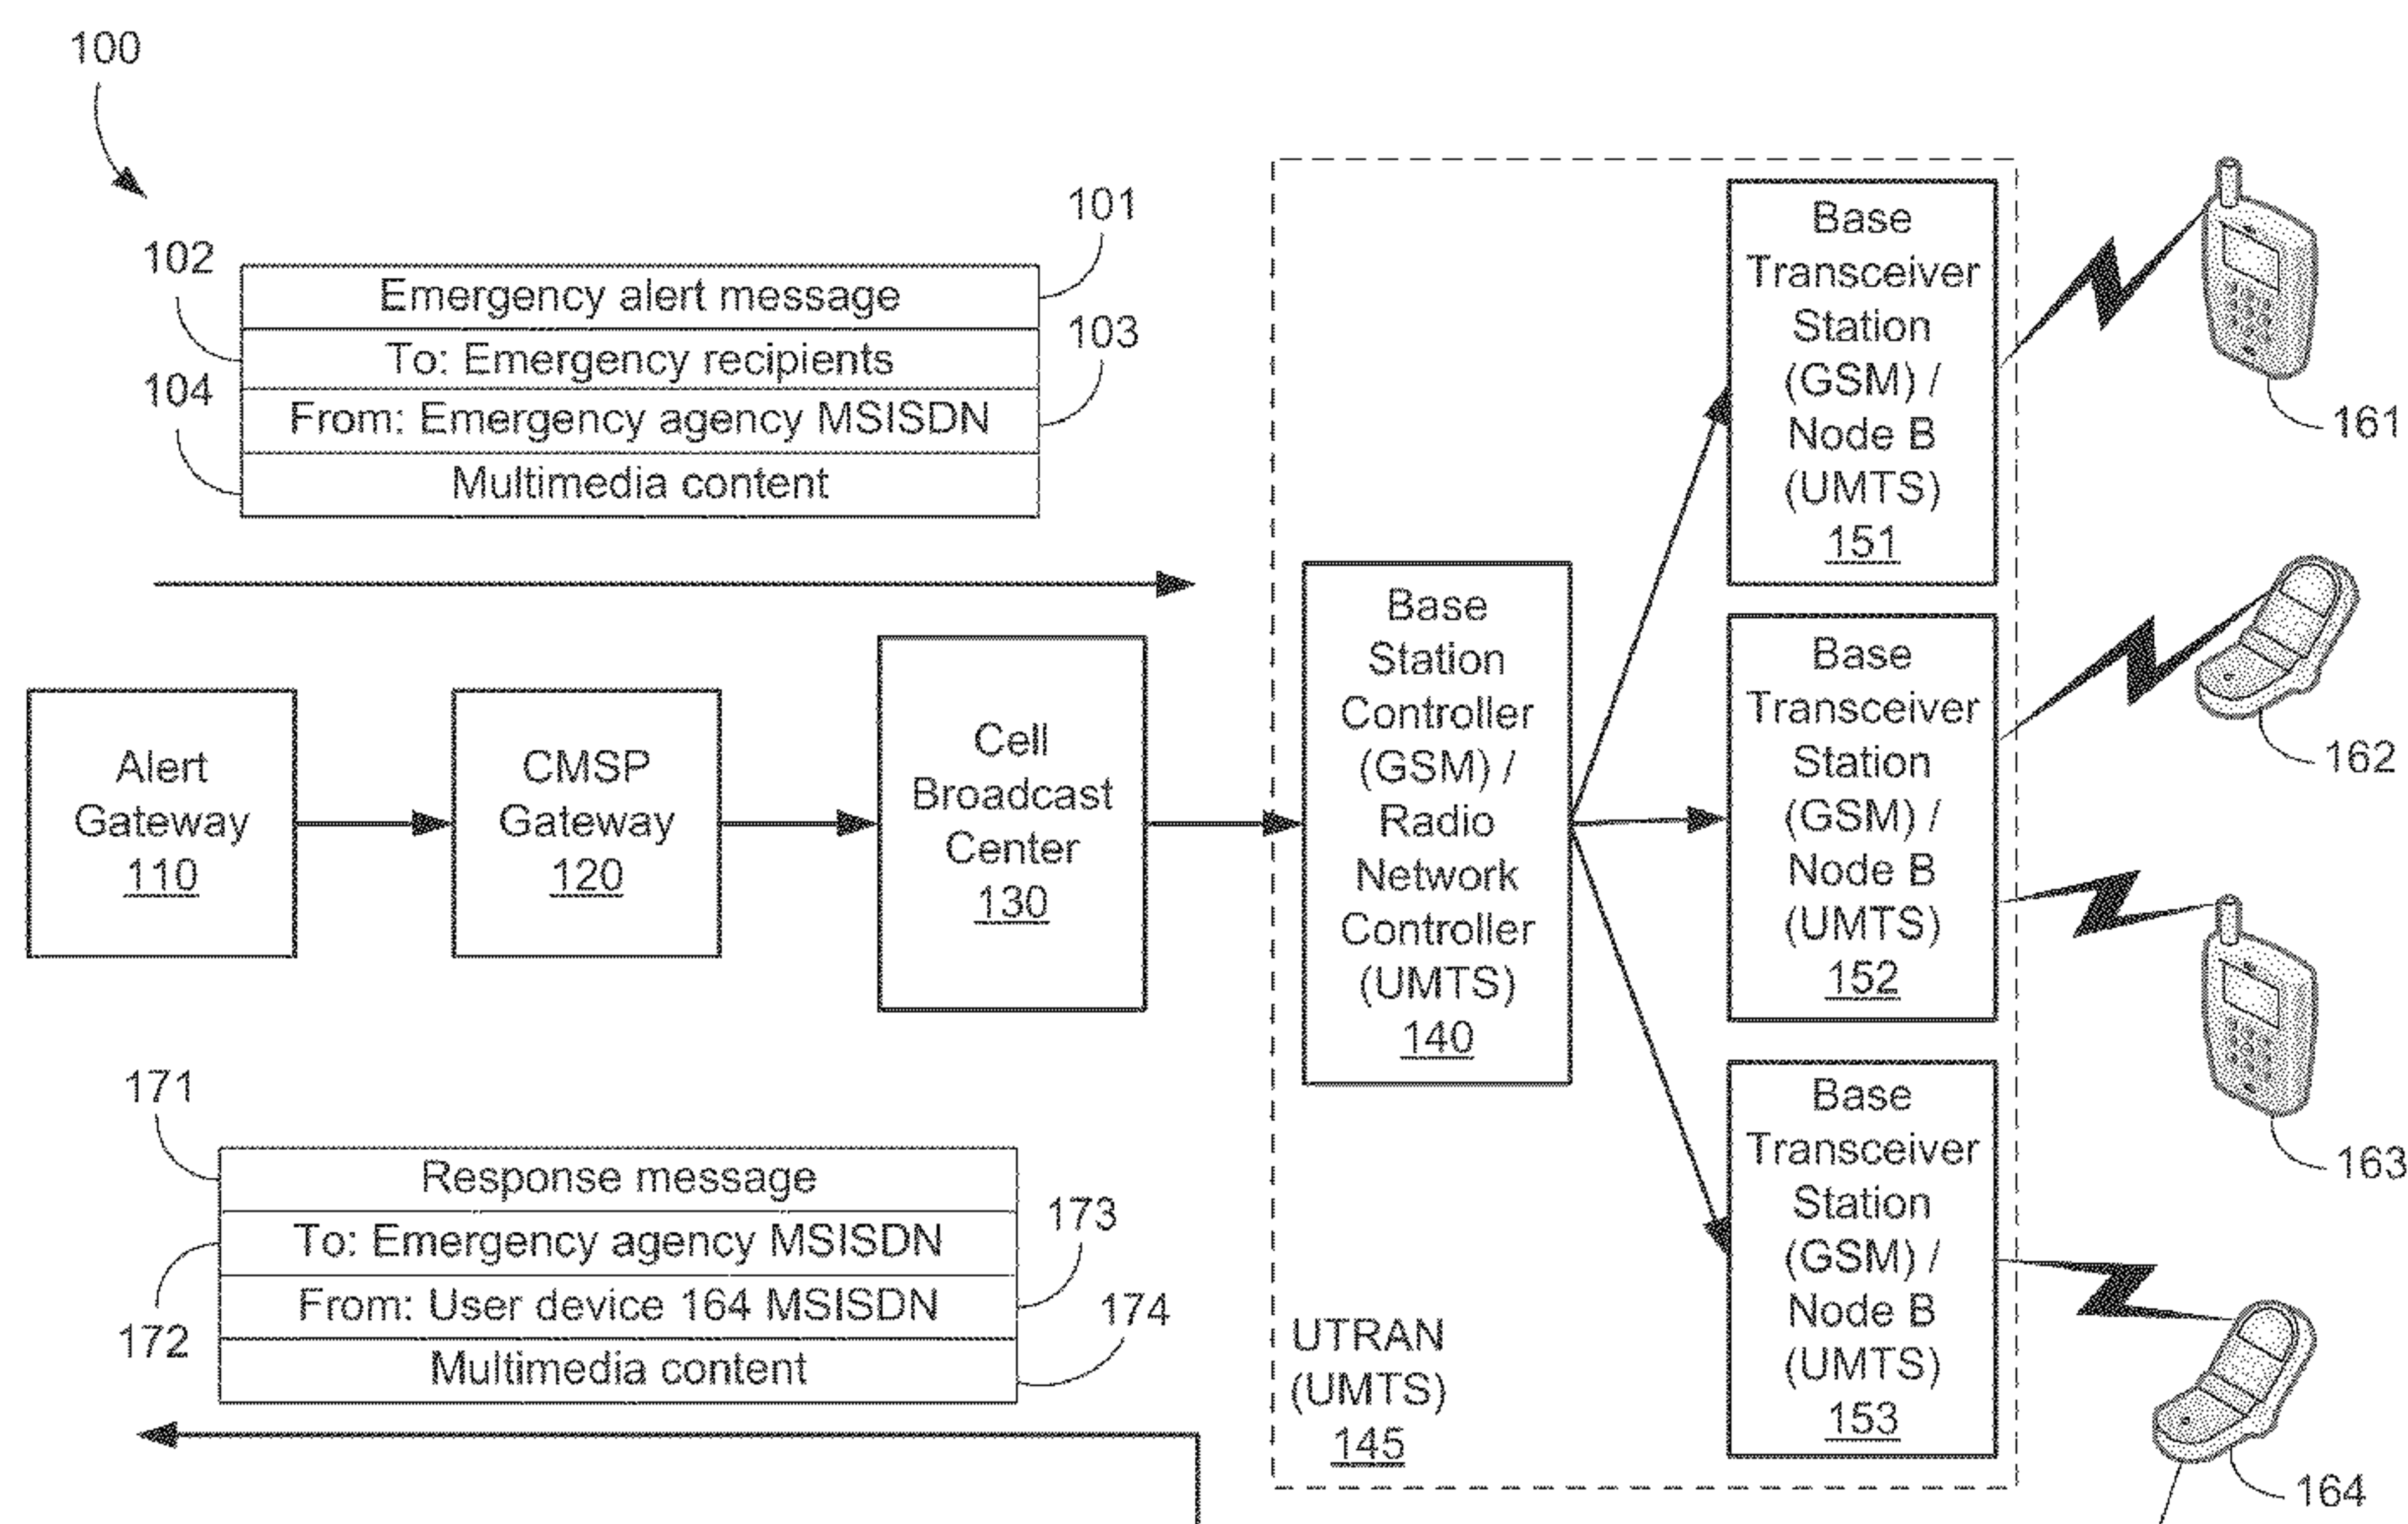 100
101
102
Emergency alert message
103
To: Emergency recipients
104
From: Emergency agency MSISDN
Multimedia content
Alert
Gateway
110
CMSP
Gateway
120
Cell
Broadcast
Center
130
Base
Station
Controller
(GSM) /
Radio
Network
Controller
(UMTS)
140
Base
Transceiver
Station
(GSM) /
Node B
(UMTS)
151
Base
Transceiver
Station
(GSM) /
Node B
(UMTS)
152
Base
Transceiver
Station
(GSM) /
Node B
(UMTS)
153
161
162
163
164
171
Response message
173
To: Emergency agency MSISDN
From: User device 164 MSISDN
174
172
Multimedia content
UTRAN
(UMTS)
145